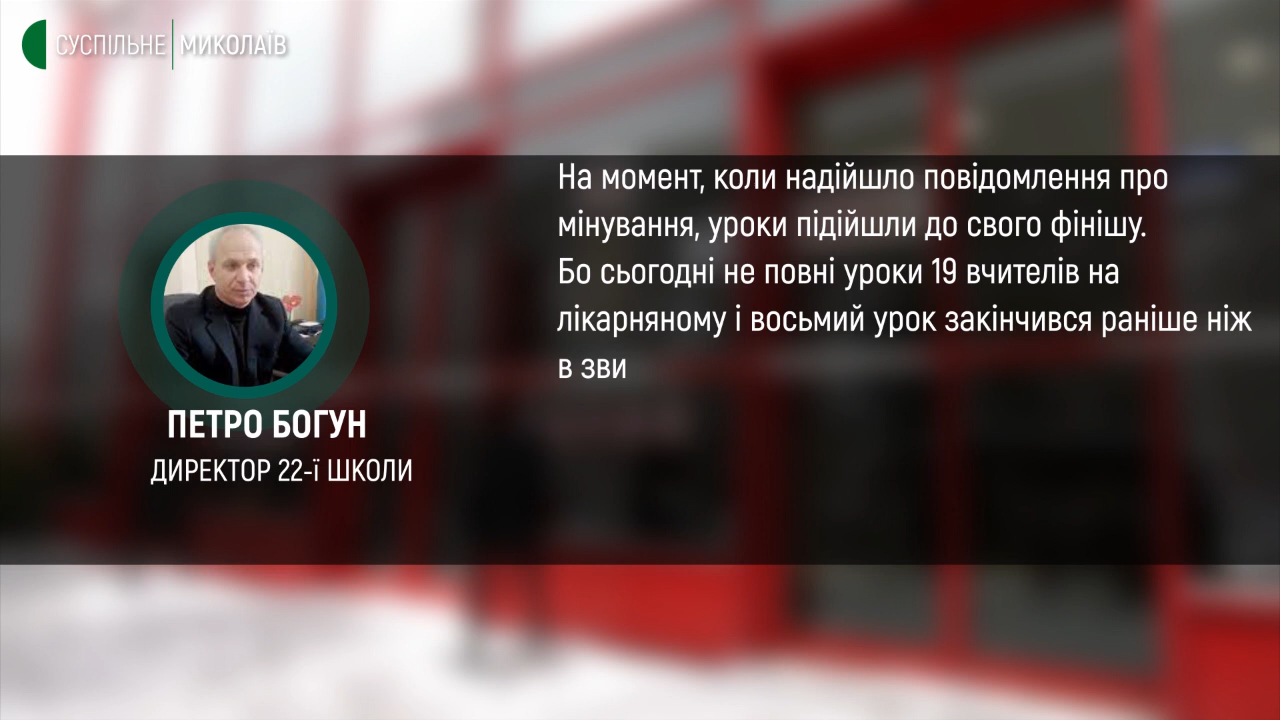 СУСПІЛЬНЕ МИКОЛАЇВ
На момент, коли надійшло повідомлення про
мінування, уроки підійшли до свого фінішу.
Бо сьогодні не повні уроки 19 вчителів на
лікарняному і восьмий урок закінчився раніше ніж
в зви
ПЕТРО БОГУН
ДИРЕКТОР 22-ї ШКОЛИ